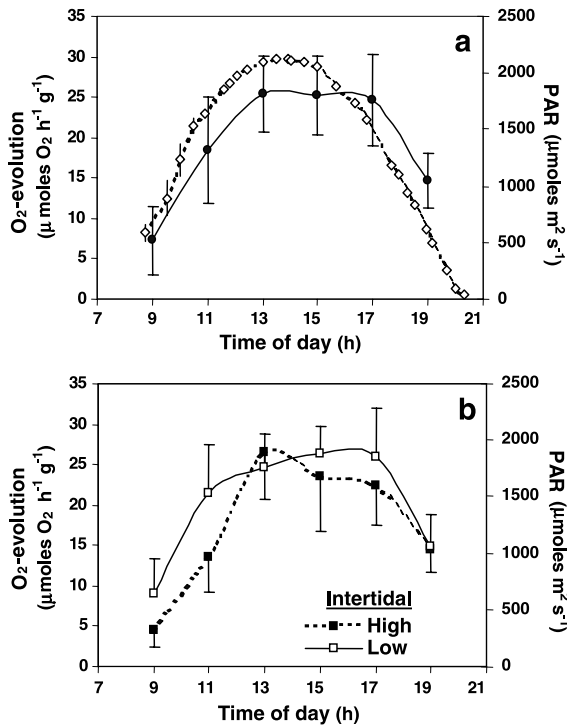 a
O2-evolution
(μ moles O2 h-1 g-1)
35
30
25
20
15
10
5
0
2500
2000
1500
1000
500
0
PAR
(μmoles m2 s-1)
7 9 11 13 15 17 19 21
Time of day (h)
b
O2-evolution
(μmoles O2 h-1 g-1)
35
30
25
20
15
10
5
0
2500
2000
1500
1000
500
0
PAR
(μmoles m2 s-1)
Intertidal
High
Low
7 9 11 13 15 17 19 21
Time of day (h)